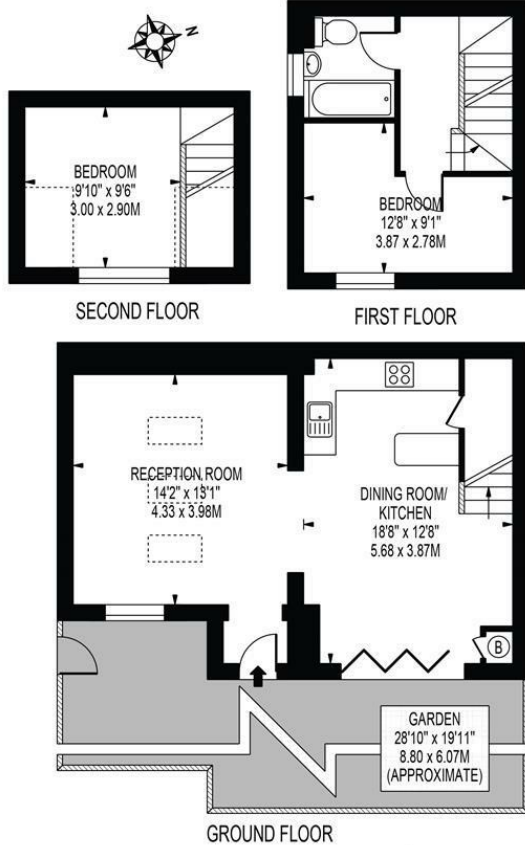 N
BEDROOM
9'10" x 9'6"
3.00 x 2.90M
SECOND FLOOR
BEDROOM
12'8" x 9'1"
3.87 x 2.78M
FIRST FLOOR
RECEPTION ROOM
14'2" x 13'1"
4.33 x 3.98M
DINING ROOM/
KITCHEN
18'8" x 12'8"
5.68 x 3.87M
B
GARDEN
28'10" x 19'11"
8.80 x 6.07M
(APPROXIMATE)
GROUND FLOOR